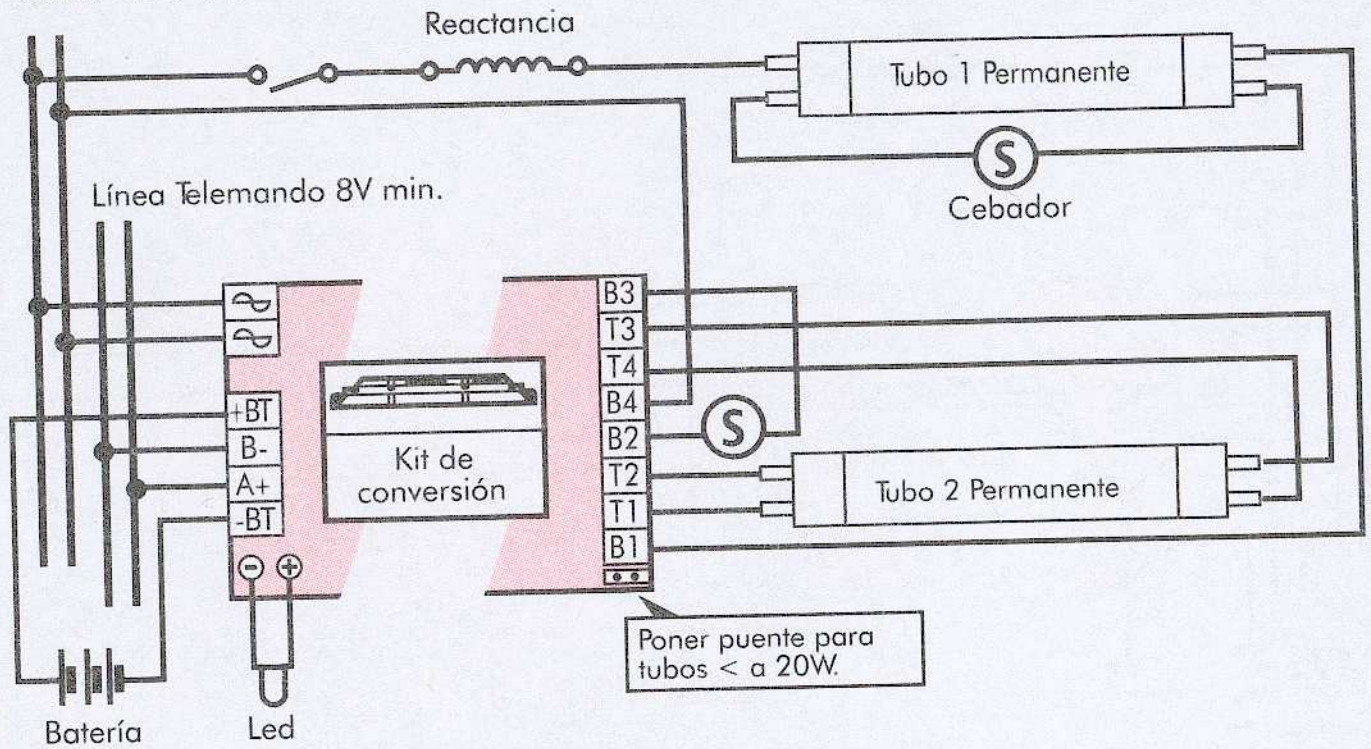 Reactancia
Tubo 1 Permanente
S
Cebador
Línea Telemando 8V min.
B3
T3
T4
B4
B2
T2
T1
B1
S
+BT
B-
A+
-BT
- +
Kit de
conversión
Tubo 2 Permanente
Poner puente para
tubos < a 20W.
Batería
Led